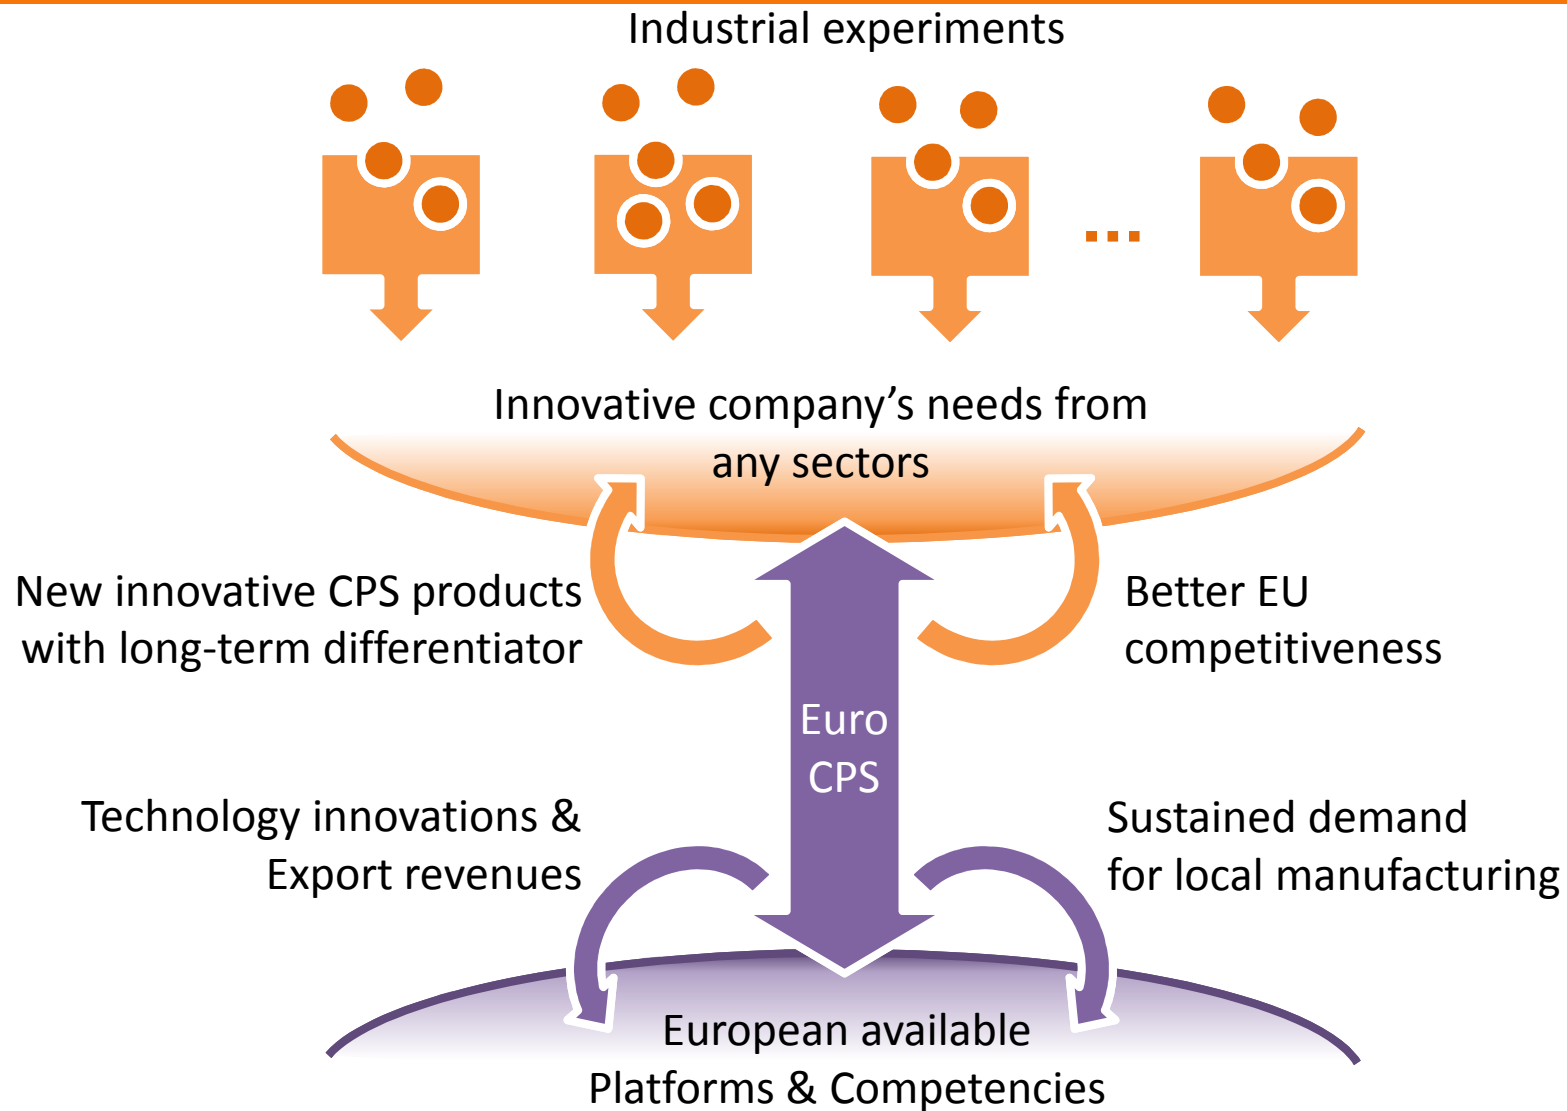 Industrial experiments
...
Innovative company’s needs from
any sectors
New innovative CPS products
with long-term differentiator
Better EU
competitiveness
Euro
CPS
Technology innovations &
Export revenues
Sustained demand
for local manufacturing
European available
Platforms & Competencies